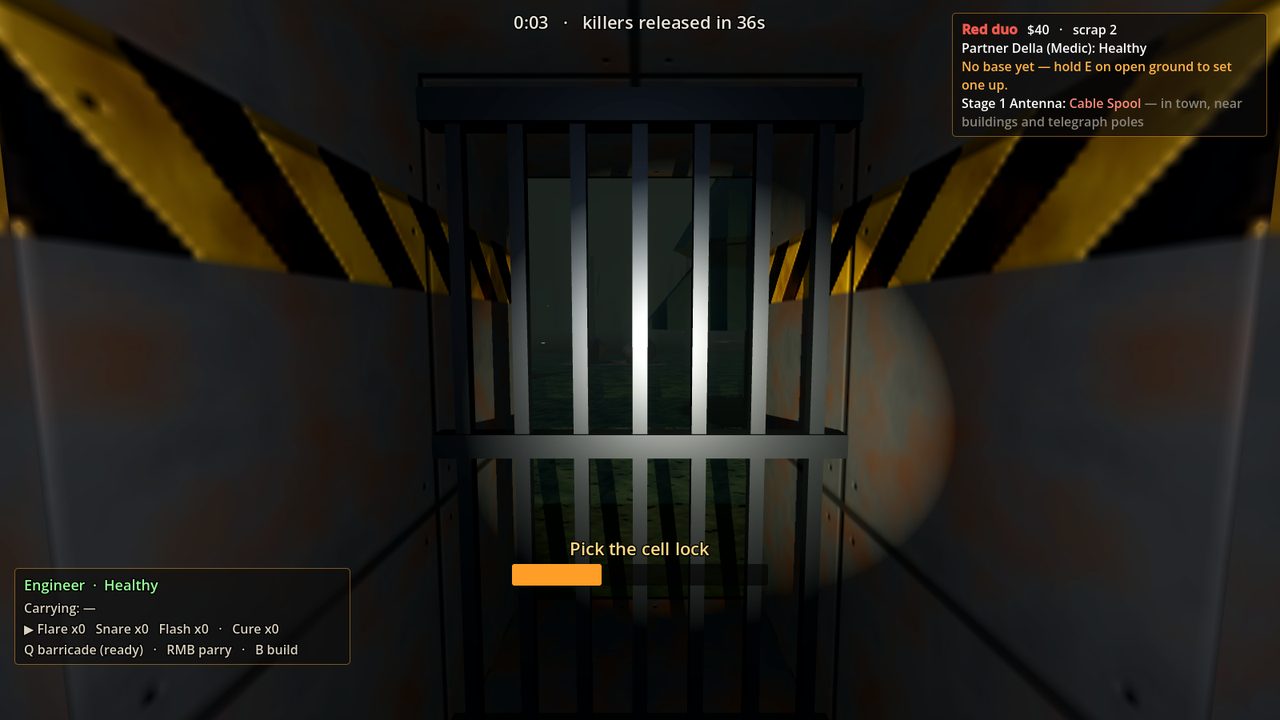 0:03 · killers released in 36s
Red duo $40 · scrap 2
Partner Della (Medic): Healthy
No base yet — hold E on open ground to set
one up.
Stage 1 Antenna: Cable Spool — in town, near
buildings and telegraph poles
Pick the cell lock
Engineer · Healthy
Carrying: —
▶ Flare x0 Snare x0 Flash x0 · Cure x0
Q barricade (ready) · RMB parry · B build